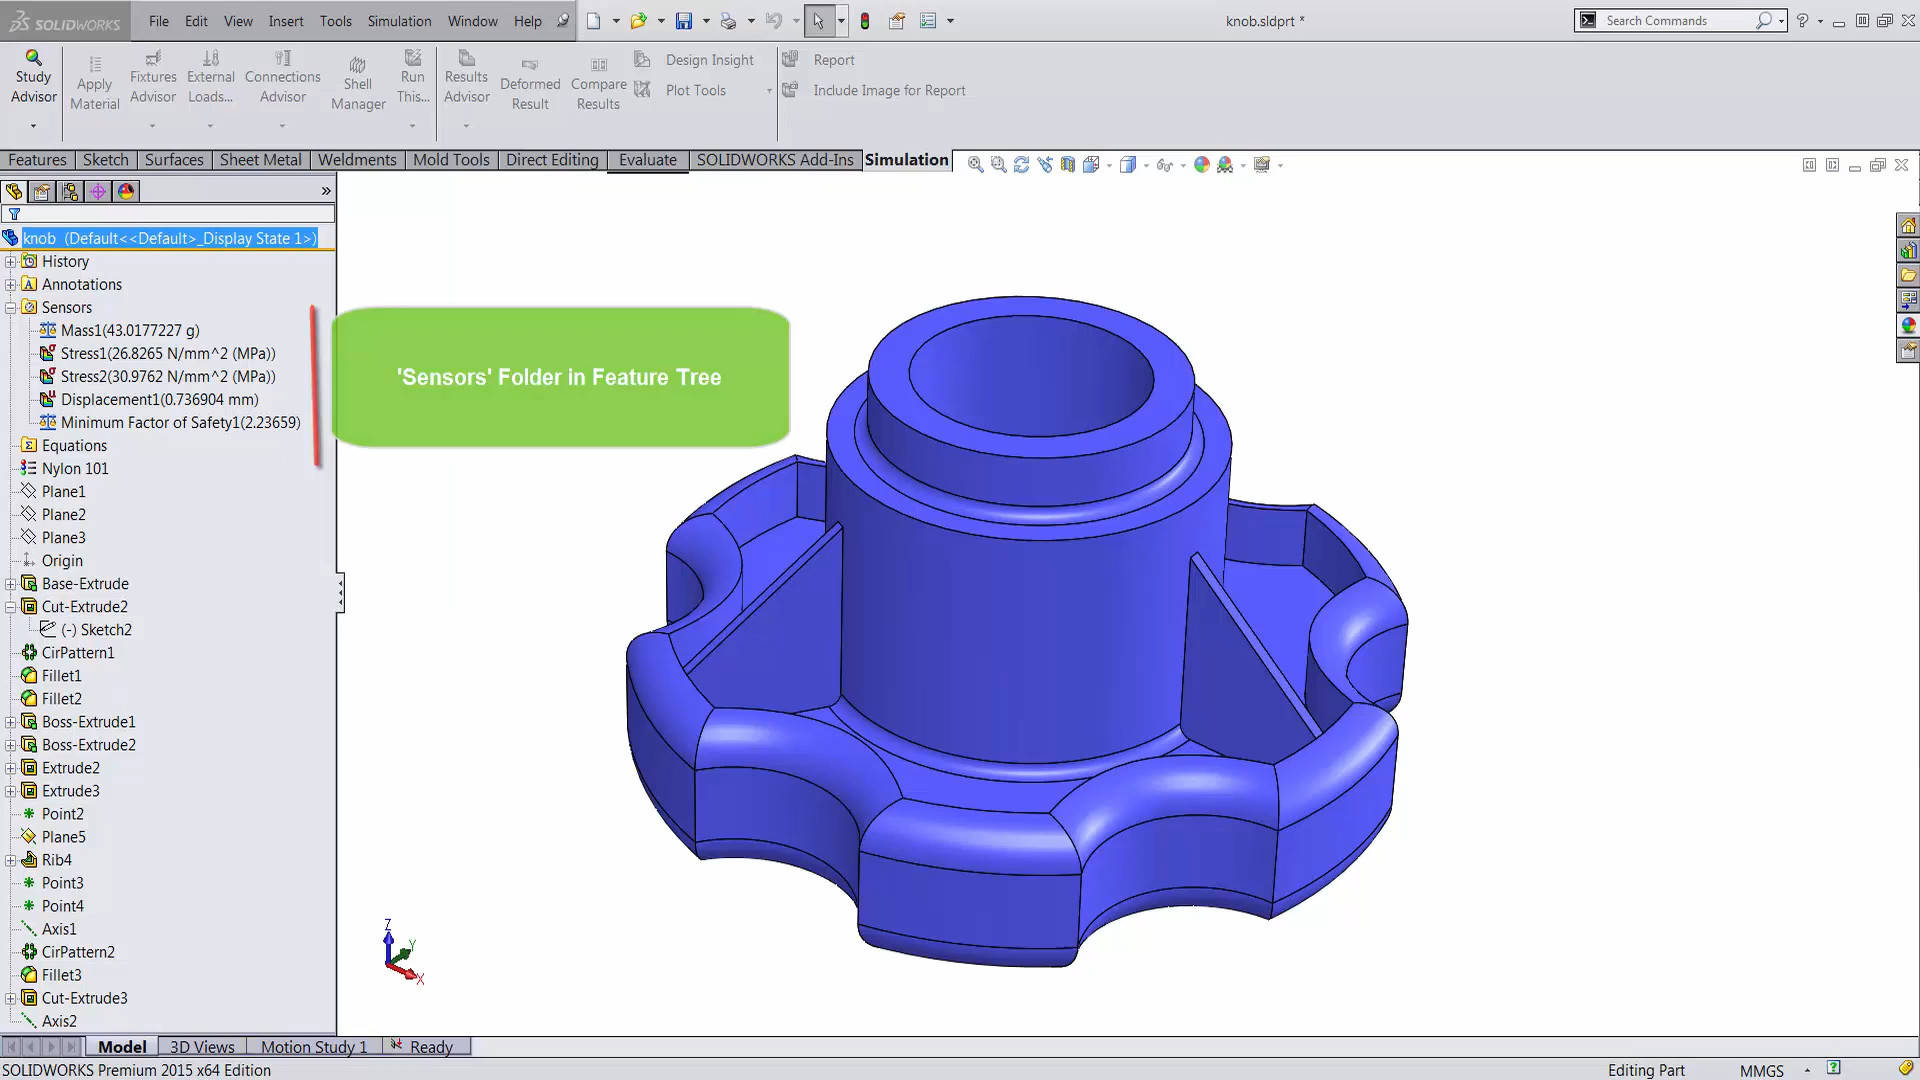 SOLIDWORKS File Edit View Insert Tools Simulation Window Help knob.sldprt * Search Commands
Study Advisor
Apply Material
Fixtures Advisor
External Loads...
Connections Advisor
Shell Manager
Run This...
Results Advisor
Deformed Result
Compare Results
Design Insight
Plot Tools
Report
Include Image for Report
Features Sketch Surfaces Sheet Metal Weldments Mold Tools Direct Editing Evaluate SOLIDWORKS Add-Ins Simulation
knob (Default<<Default>_Display State 1>)
History
Annotations
Sensors
Mass1(43.0177227 g)
Stress1(26.8265 N/mm^2 (MPa))
Stress2(30.9762 N/mm^2 (MPa))
Displacement1(0.736904 mm)
Minimum Factor of Safety1(2.23659)
Equations
Nylon 101
Plane1
Plane2
Plane3
Origin
Base-Extrude
Cut-Extrude2
(-) Sketch2
CirPattern1
Fillet1
Fillet2
Boss-Extrude1
Boss-Extrude2
Extrude2
Extrude3
Point2
Plane5
Rib4
Point3
Point4
Axis1
CirPattern2
Fillet3
Cut-Extrude3
Axis2
'Sensors' Folder in Feature Tree
Z
Y
X
Model 3D Views Motion Study 1 Ready
SOLIDWORKS Premium 2015 x64 Edition Editing Part MMGS